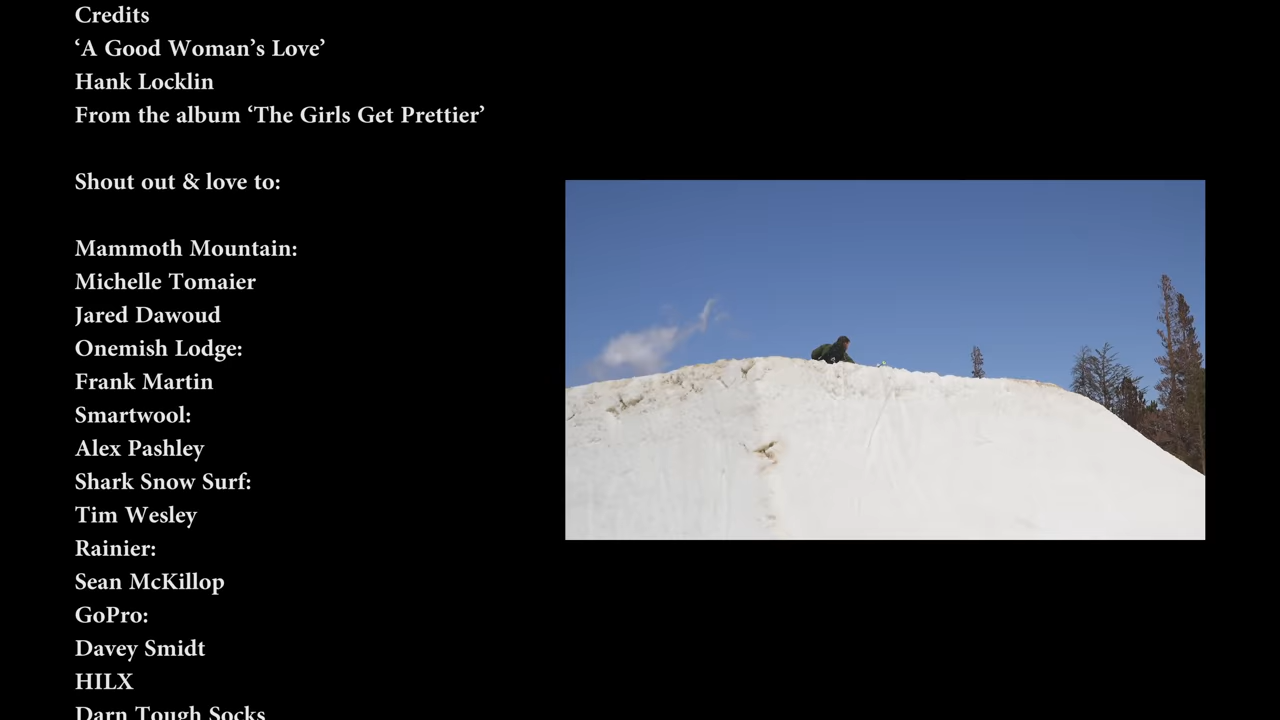 Credits
‘A Good Woman’s Love’
Hank Locklin
From the album ‘The Girls Get Prettier’
Shout out & love to:
Mammoth Mountain:
Michelle Tomaier
Jared Dawoud
Onemish Lodge:
Frank Martin
Smartwool:
Alex Pashley
Shark Snow Surf:
Tim Wesley
Rainier:
Sean McKillop
GoPro:
Davey Smidt
HILX
Darn Tough Socks